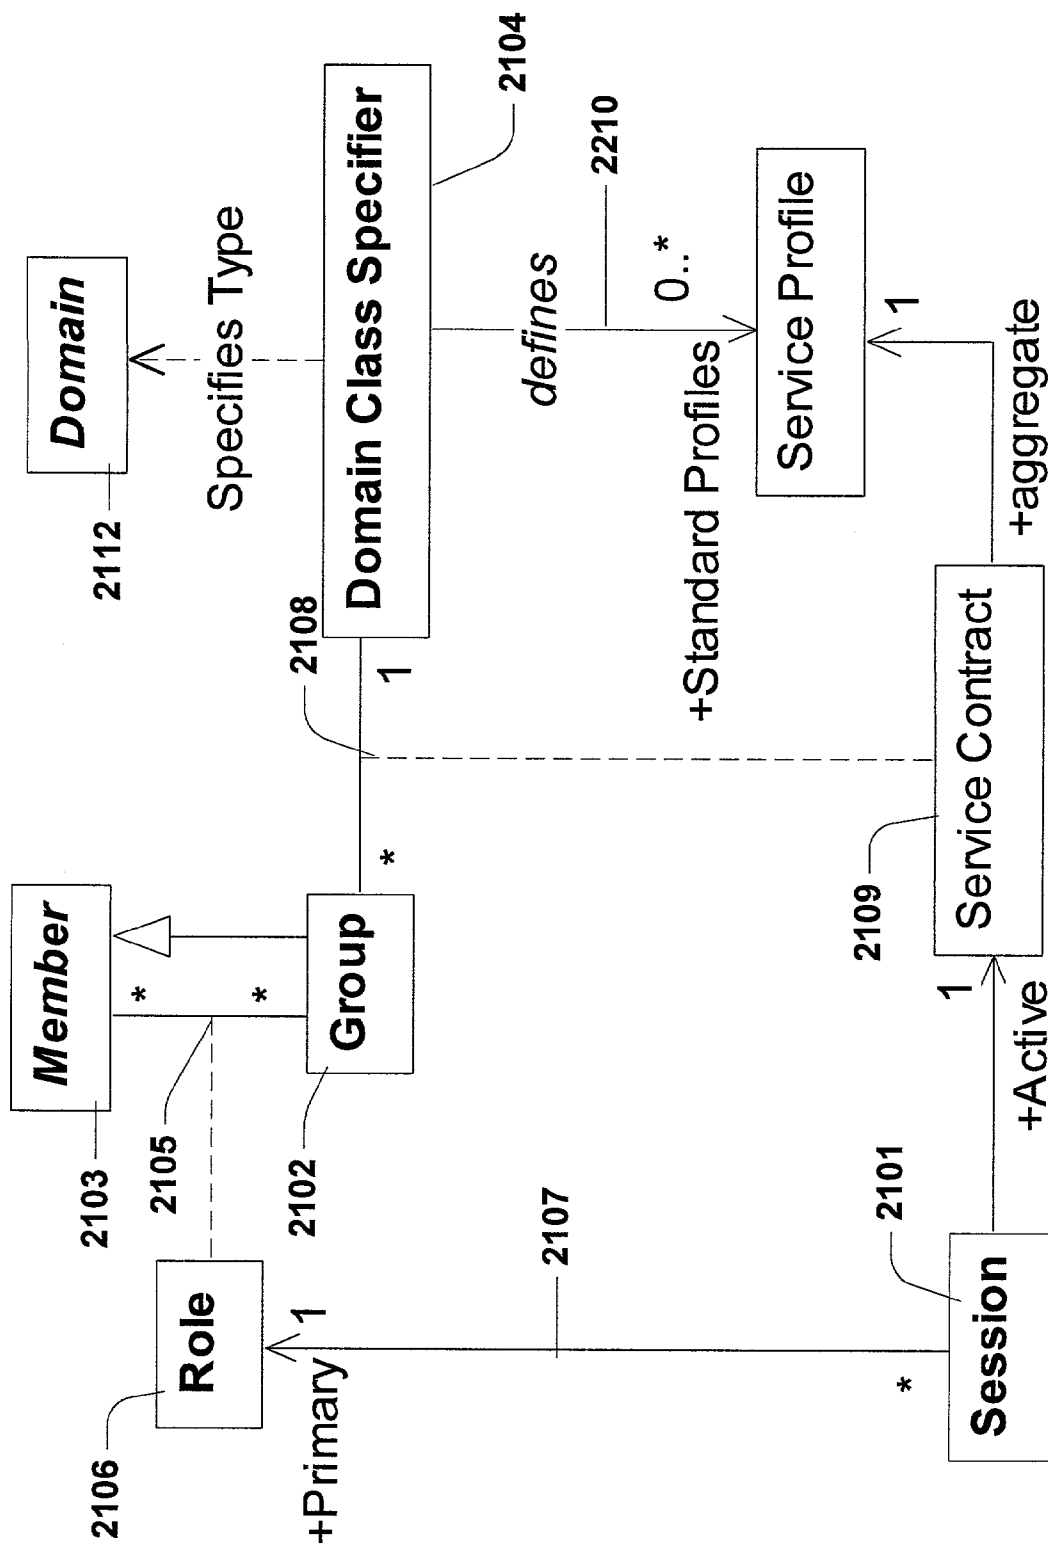 2106
Role
+Primary
1
2107
*
Session
2101
+Active
1
2103
Member
2105
*
*
2102
Group
*
2108
1
2109
Service Contract
+aggregate
1
2112
Domain
Specifies Type
Domain Class Specifier
2104
defines
2210
0..*
+Standard Profiles
Service Profile